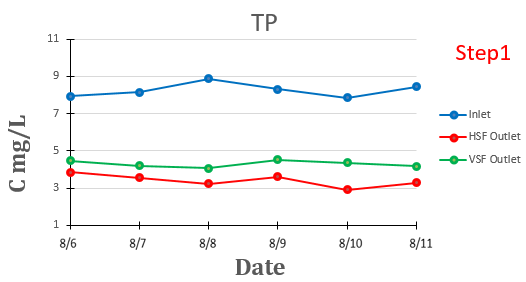 TP
Step1
C mg/L
11
9
7
5
3
1
8/6 8/7 8/8 8/9 8/10 8/11
Date
Inlet
HSF Outlet
VSF Outlet